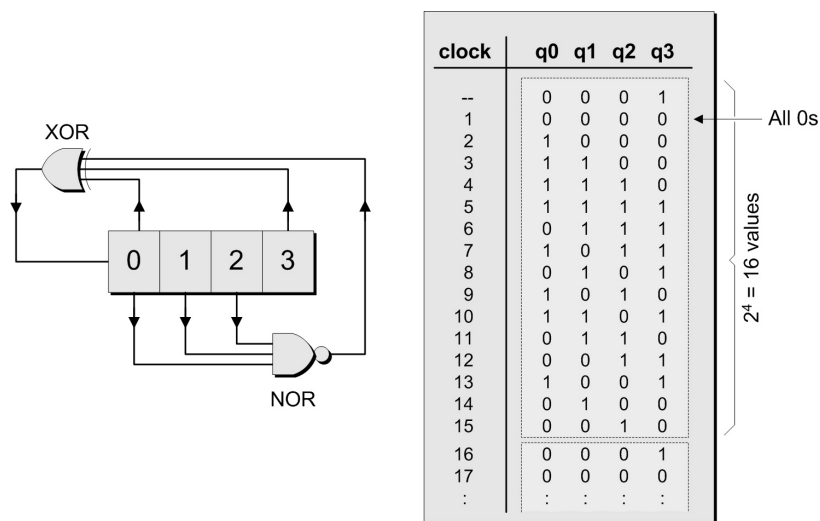 XOR
0 1 2 3
NOR
clock q0 q1 q2 q3
-- 0 0 0 1
1 0 0 0 0
2 1 0 0 0
3 1 1 0 0
4 1 1 1 0
5 1 1 1 1
6 0 1 1 1
7 1 0 1 1
8 0 1 0 1
9 1 0 1 0
10 1 1 0 1
11 0 1 1 0
12 0 0 1 1
13 1 0 0 1
14 0 1 0 0
15 0 0 1 0
16 0 0 0 1
17 0 0 0 0
: : : : :
All 0s
2⁴ = 16 values